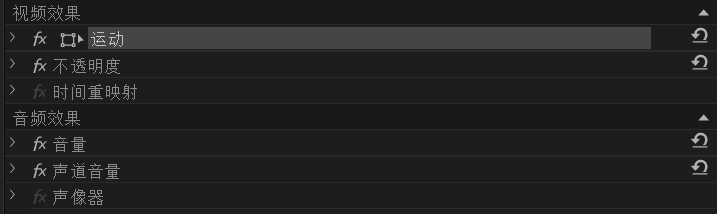 视频效果
fx 运动
fx 不透明度
fx 时间重映射
音频效果
fx 音量
fx 声道音量
fx 声像器